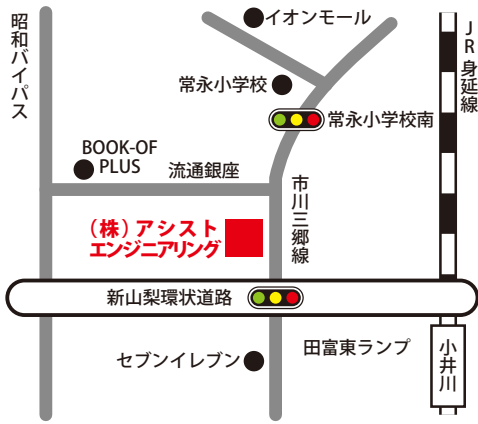 イオンモール
昭和バイパス
JR身延線
常永小学校
常永小学校南
BOOK-OF
PLUS
流通銀座
市川三郷線
(株)アシスト
エンジニアリング
新山梨環状道路
田富東ランプ
小井川
セブンイレブン